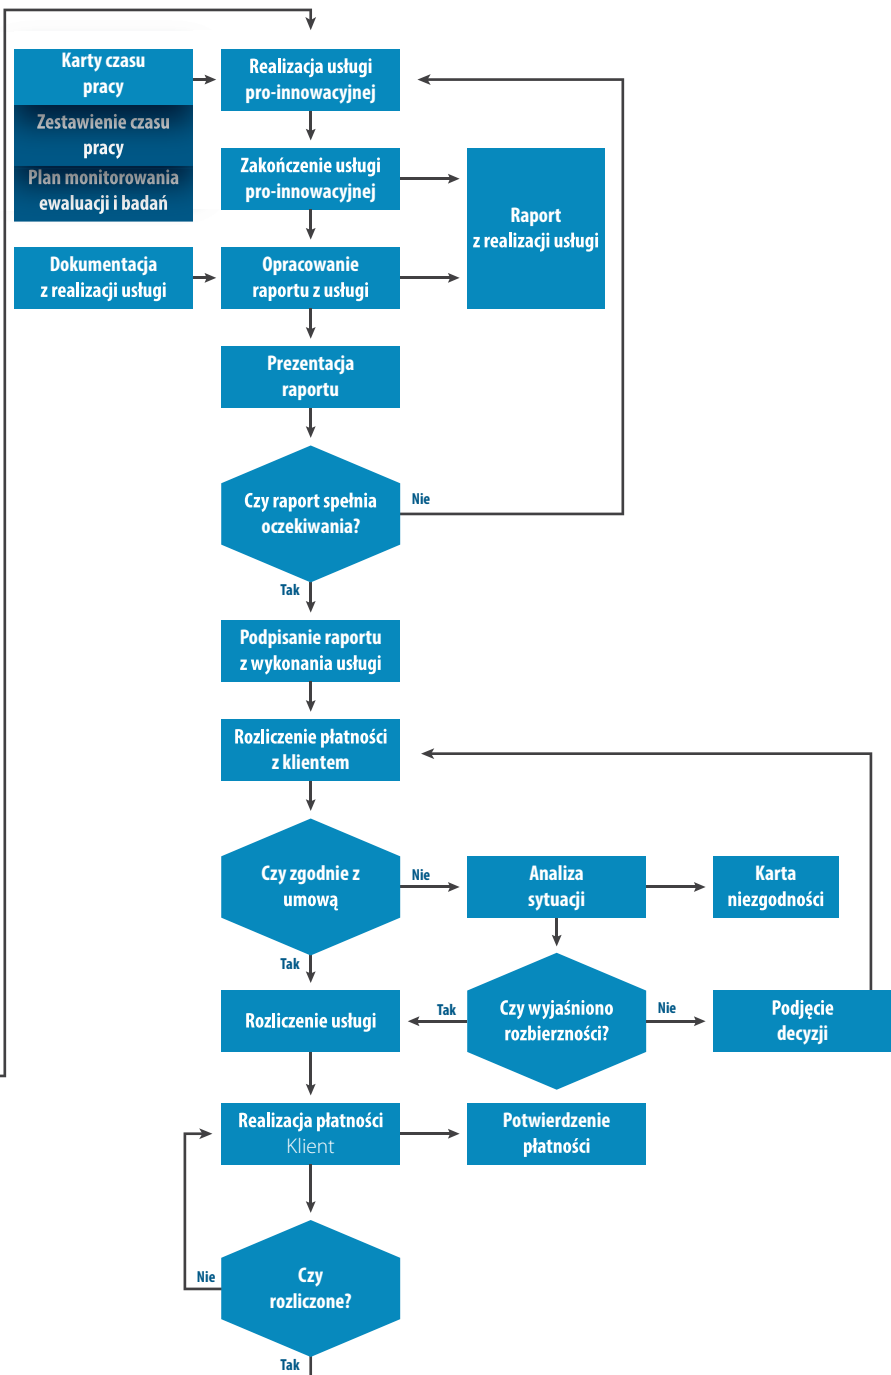 Karty czasu
pracy
Realizacja usługi
pro-innowacyjnej
Zestawienie czasu
pracy
Plan monitorowania
ewaluacji i badań
Zakończenie usługi
pro-innowacyjnej
Raport
z realizacji usługi
Dokumentacja
z realizacji usługi
Opracowanie
raportu z usługi
Prezentacja
raportu
Czy raport spełnia
oczekiwania?
Nie
Tak
Podpisanie raportu
z wykonania usługi
Rozliczenie płatności
z klientem
Czy zgodnie z
umową
Nie
Analiza
sytuacji
Karta
niezgodności
Tak
Rozliczenie usługi
Tak
Czy wyjaśniono
rozbierzności?
Nie
Podjęcie
decyzji
Realizacja płatności
Klient
Potwierdzenie
płatności
Czy
rozliczone?
Nie
Tak